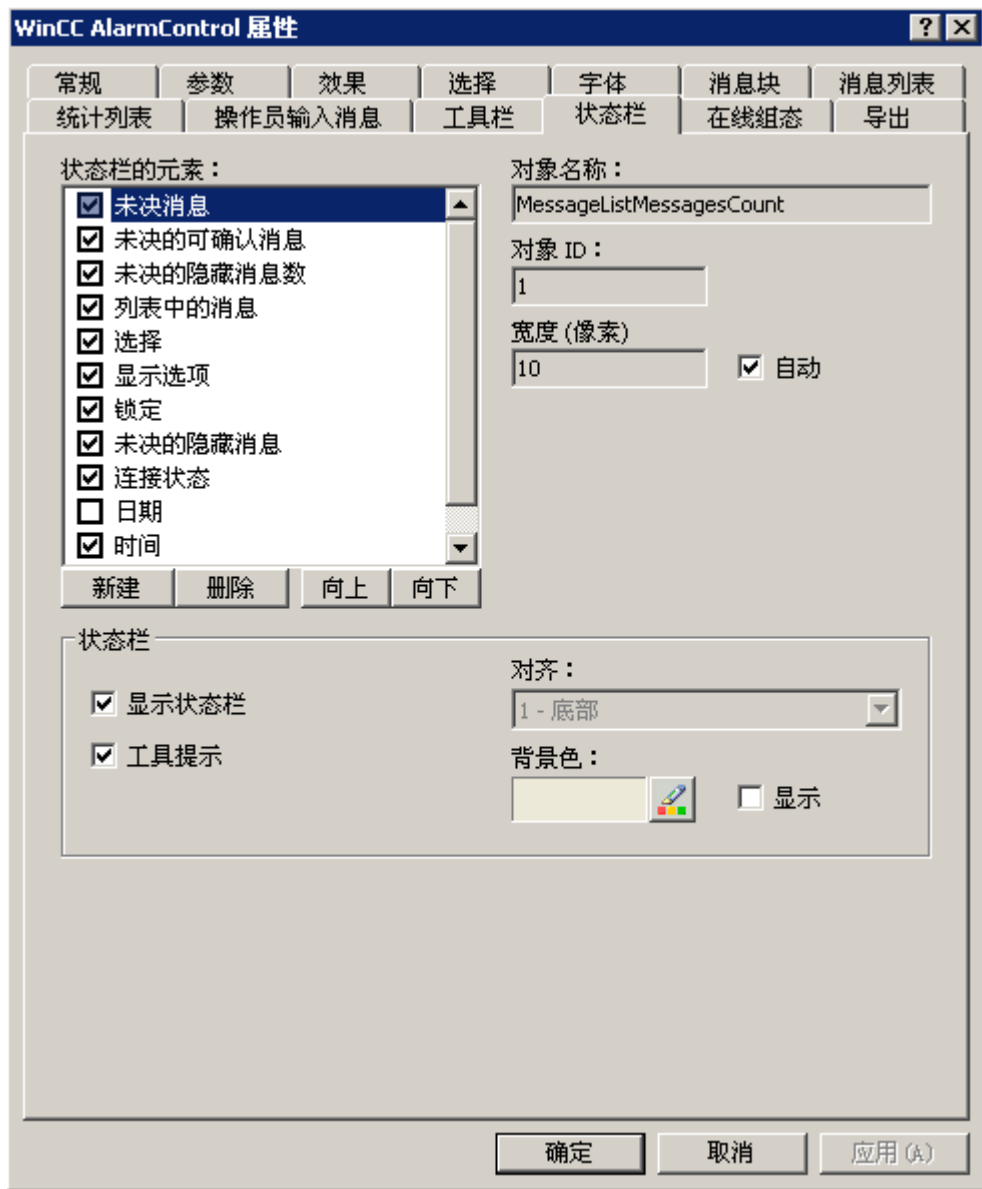 WinCC AlarmControl 属性
常规 参数 效果 选择 字体 消息块 消息列表
统计列表 操作员输入消息 工具栏 状态栏 在线组态 导出
状态栏的元素：
未决消息
未决的可确认消息
未决的隐藏消息数
列表中的消息
选择
显示选项
锁定
未决的隐藏消息
连接状态
日期
时间
新建 删除 向上 向下
对象名称：
MessageListMessagesCount
对象 ID：
1
宽度(像素)
10 自动
状态栏
显示状态栏
工具提示
对齐：
1 - 底部
背景色：
显示
确定 取消 应用(A)